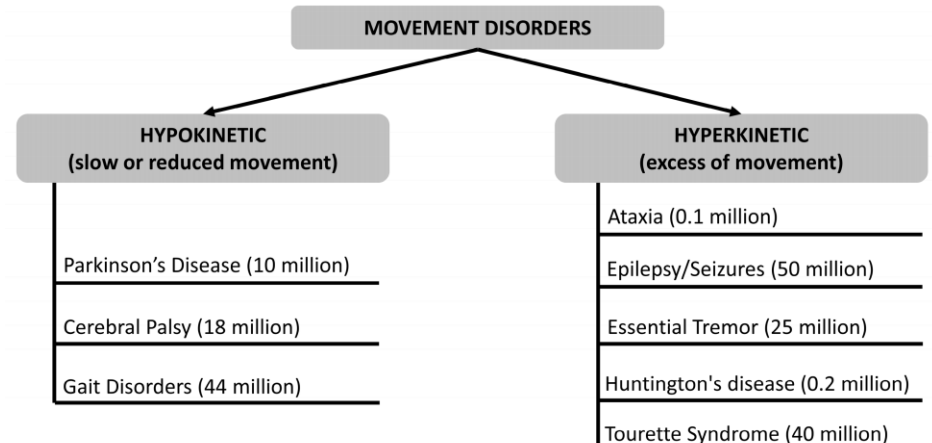 MOVEMENT DISORDERS
HYPOKINETIC
(slow or reduced movement)
Parkinson’s Disease (10 million)
Cerebral Palsy (18 million)
Gait Disorders (44 million)
HYPERKINETIC
(excess of movement)
Ataxia (0.1 million)
Epilepsy/Seizures (50 million)
Essential Tremor (25 million)
Huntington's disease (0.2 million)
Tourette Syndrome (40 million)